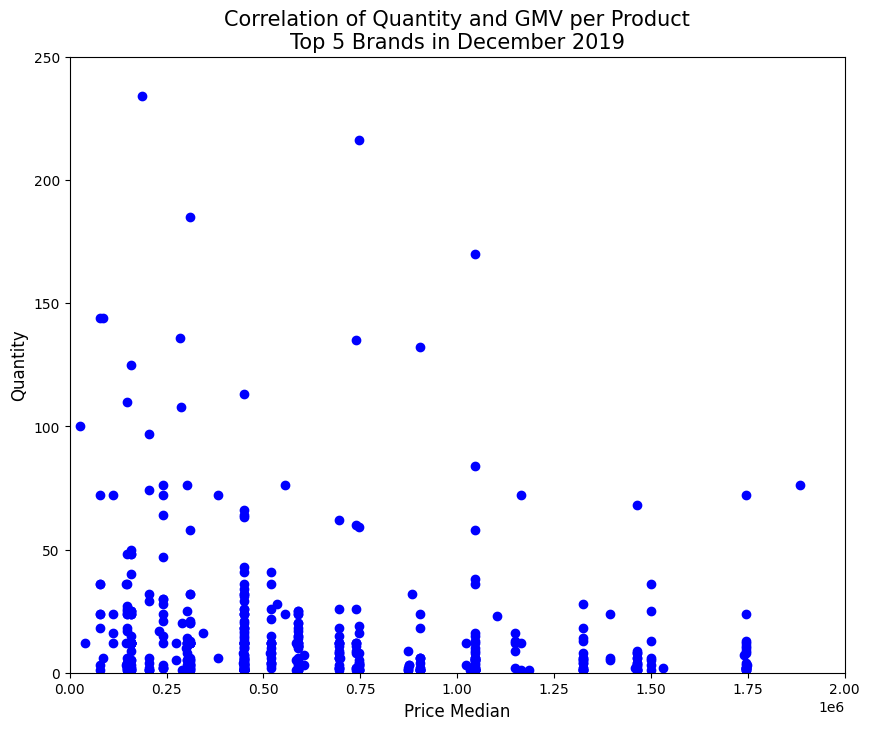 Correlation of Quantity and GMV per Product
Top 5 Brands in December 2019
250
200
150
100
50
0
Quantity
0.00 0.25 0.50 0.75 1.00 1.25 1.50 1.75 2.00
1e6
Price Median